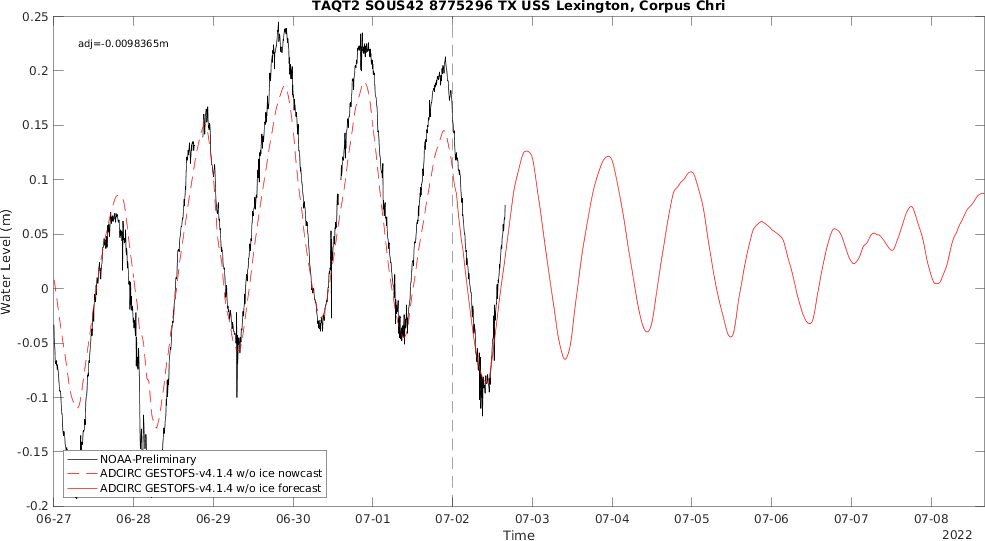 TAQT2 SOUS42 8775296 TX USS Lexington, Corpus Chri
adj=-0.0098365m
0.25
0.2
0.15
0.1
0.05
0
-0.05
-0.1
-0.15
-0.2
Water Level (m)
NOAA-Preliminary
ADCIRC GESTOFS-v4.1.4 w/o ice nowcast
ADCIRC GESTOFS-v4.1.4 w/o ice forecast
06-27 06-28 06-29 06-30 07-01 07-02 07-03 07-04 07-05 07-06 07-07 07-08
Time
2022